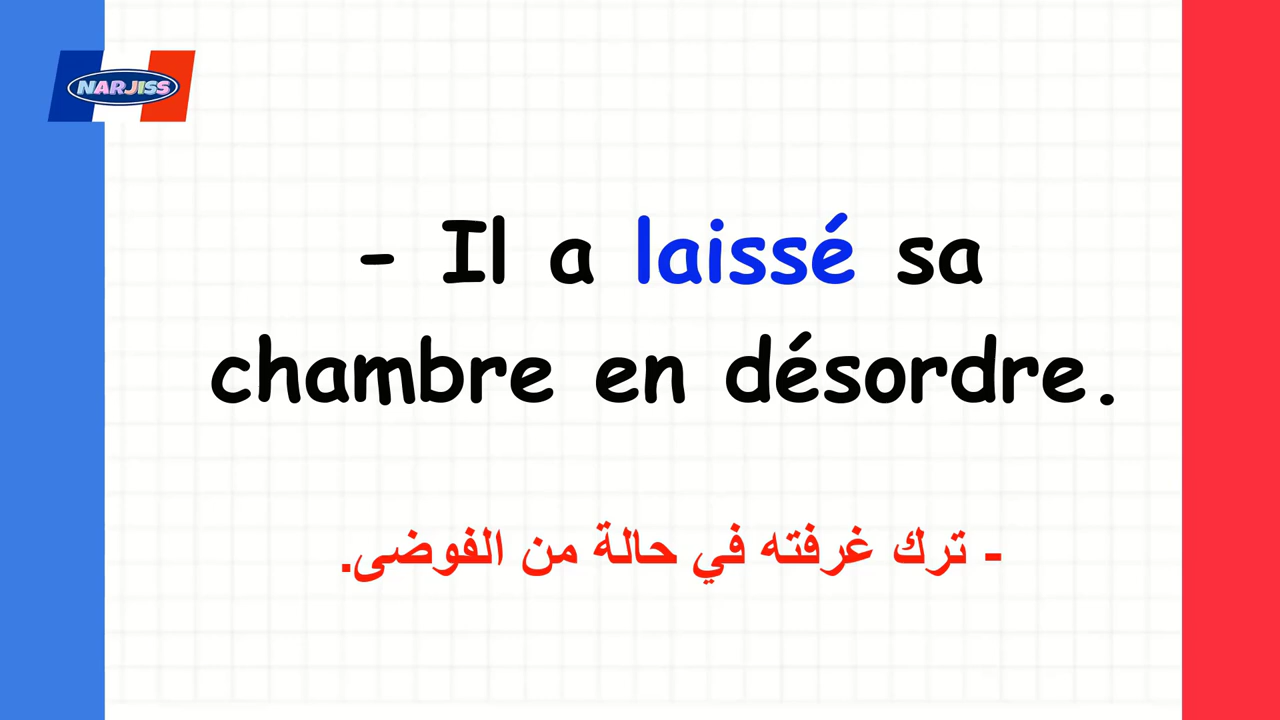 NARJISS
- Il a laissé sa
chambre en désordre.
- ترك غرفته في حالة من الفوضى.